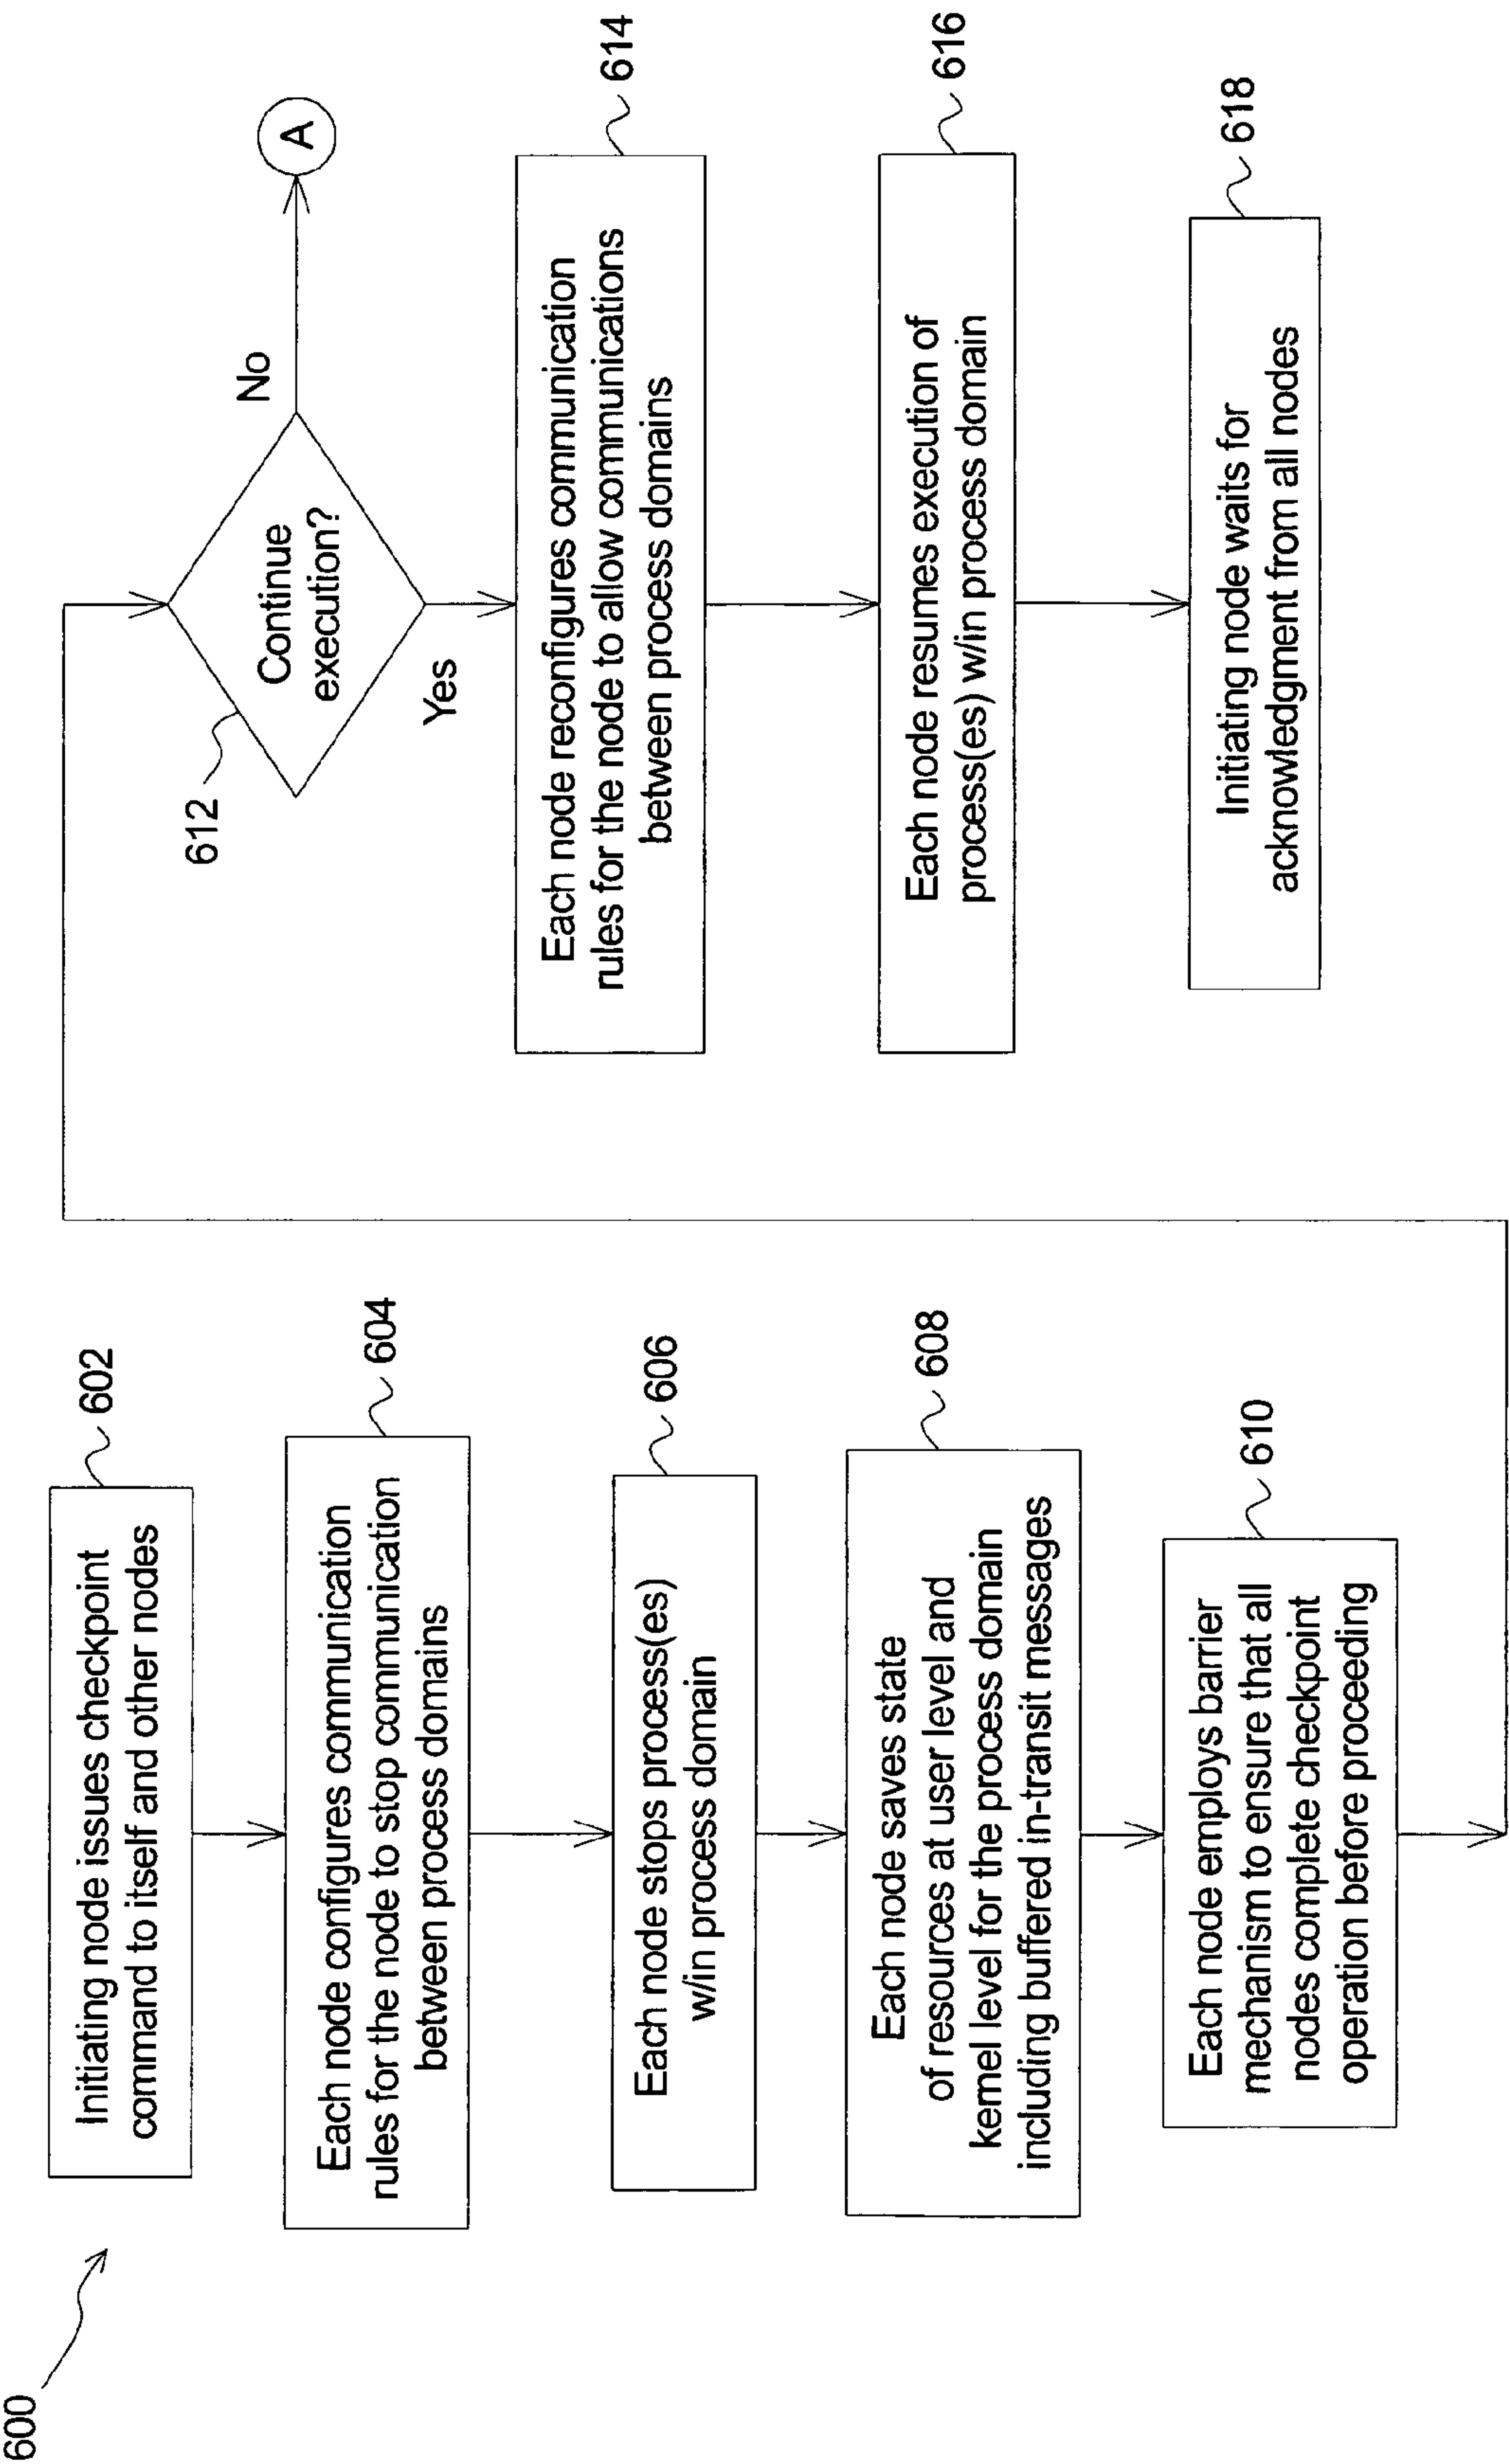 600
602
Initiating node issues checkpoint
command to itself and other nodes
604
Each node configures communication
rules for the node to stop communication
between process domains
606
Each node stops process(es)
w/in process domain
608
Each node saves state
of resources at user level and
kernel level for the process domain
including buffered in-transit messages
610
Each node employs barrier
mechanism to ensure that all
nodes complete checkpoint
operation before proceeding
612
Continue
execution?
No
A
Yes
614
Each node reconfigures communication
rules for the node to allow communications
between process domains
616
Each node resumes execution of
process(es) w/in process domain
618
Initiating node waits for
acknowledgment from all nodes